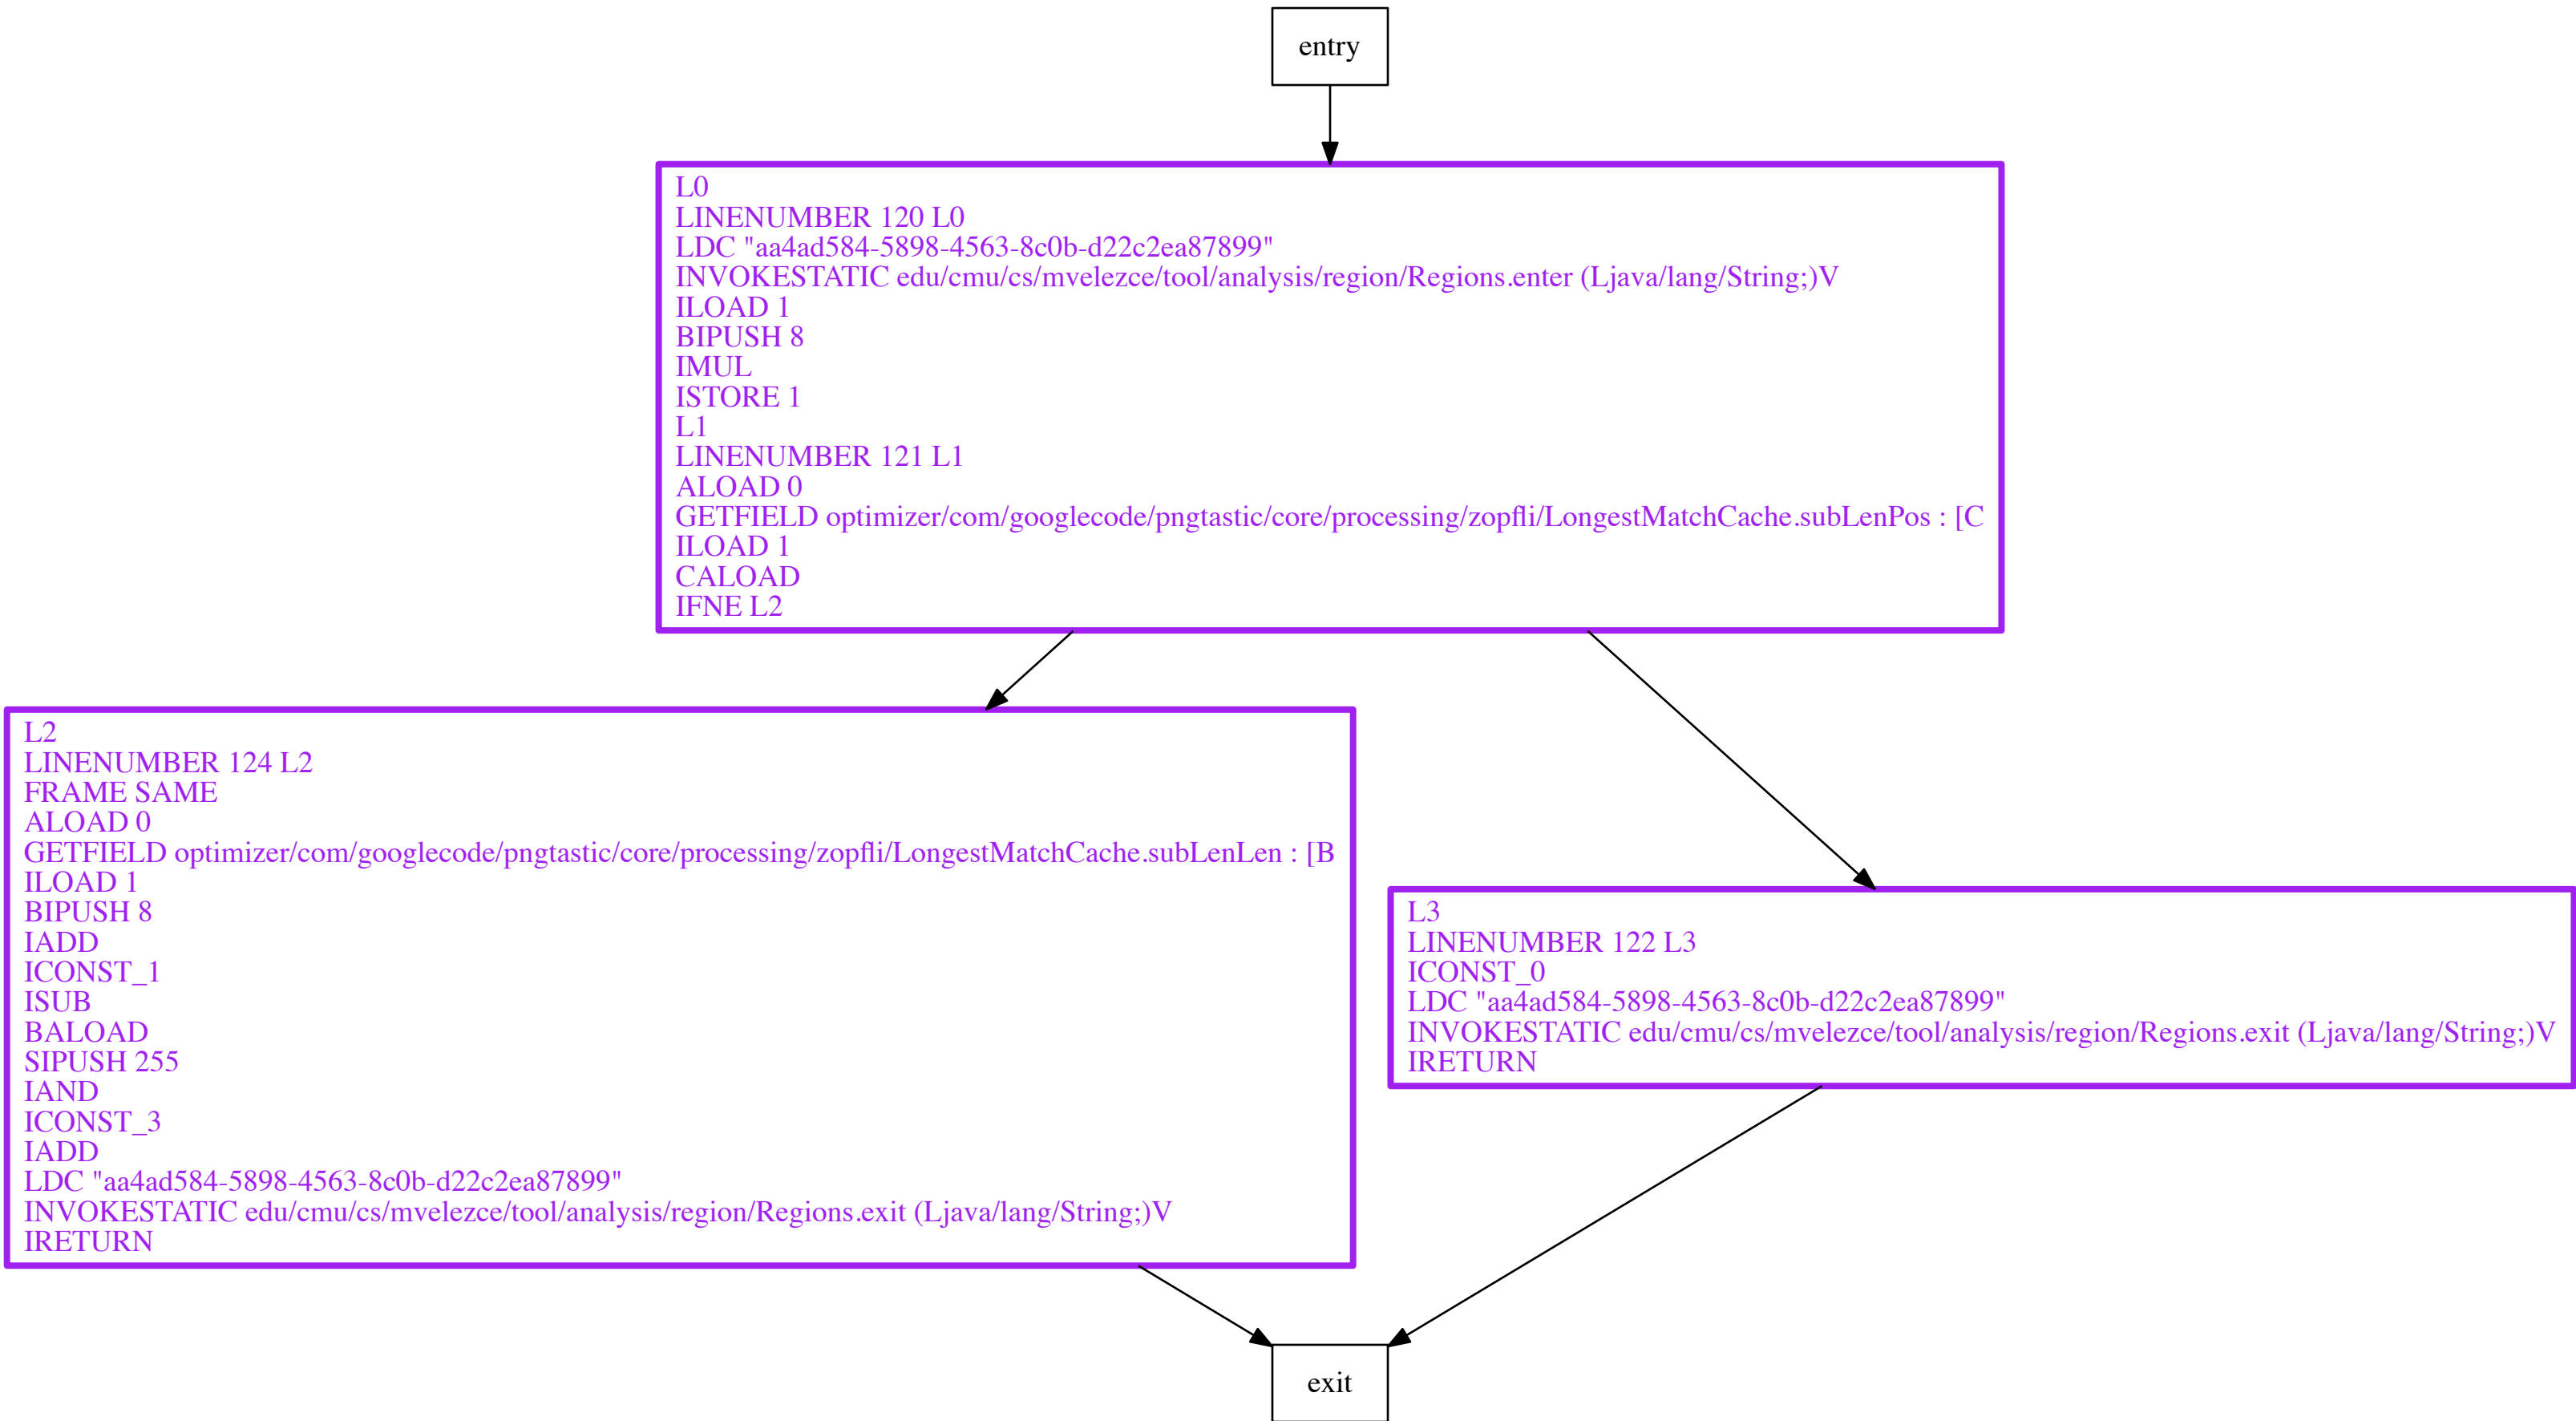 entry
L0
LINENUMBER 120 L0
LDC "aa4ad584-5898-4563-8c0b-d22c2ea87899"
INVOKESTATIC edu/cmu/cs/mvelezce/tool/analysis/region/Regions.enter (Ljava/lang/String;)V
ILOAD 1
BIPUSH 8
IMUL
ISTORE 1
L1
LINENUMBER 121 L1
ALOAD 0
GETFIELD optimizer/com/googlecode/pngtastic/core/processing/zopfli/LongestMatchCache.subLenPos : [C
ILOAD 1
CALOAD
IFNE L2
L2
LINENUMBER 124 L2
FRAME SAME
ALOAD 0
GETFIELD optimizer/com/googlecode/pngtastic/core/processing/zopfli/LongestMatchCache.subLenLen : [B
ILOAD 1
BIPUSH 8
IADD
ICONST_1
ISUB
BALOAD
SIPUSH 255
IAND
ICONST_3
IADD
LDC "aa4ad584-5898-4563-8c0b-d22c2ea87899"
INVOKESTATIC edu/cmu/cs/mvelezce/tool/analysis/region/Regions.exit (Ljava/lang/String;)V
IRETURN
L3
LINENUMBER 122 L3
ICONST_0
LDC "aa4ad584-5898-4563-8c0b-d22c2ea87899"
INVOKESTATIC edu/cmu/cs/mvelezce/tool/analysis/region/Regions.exit (Ljava/lang/String;)V
IRETURN
exit